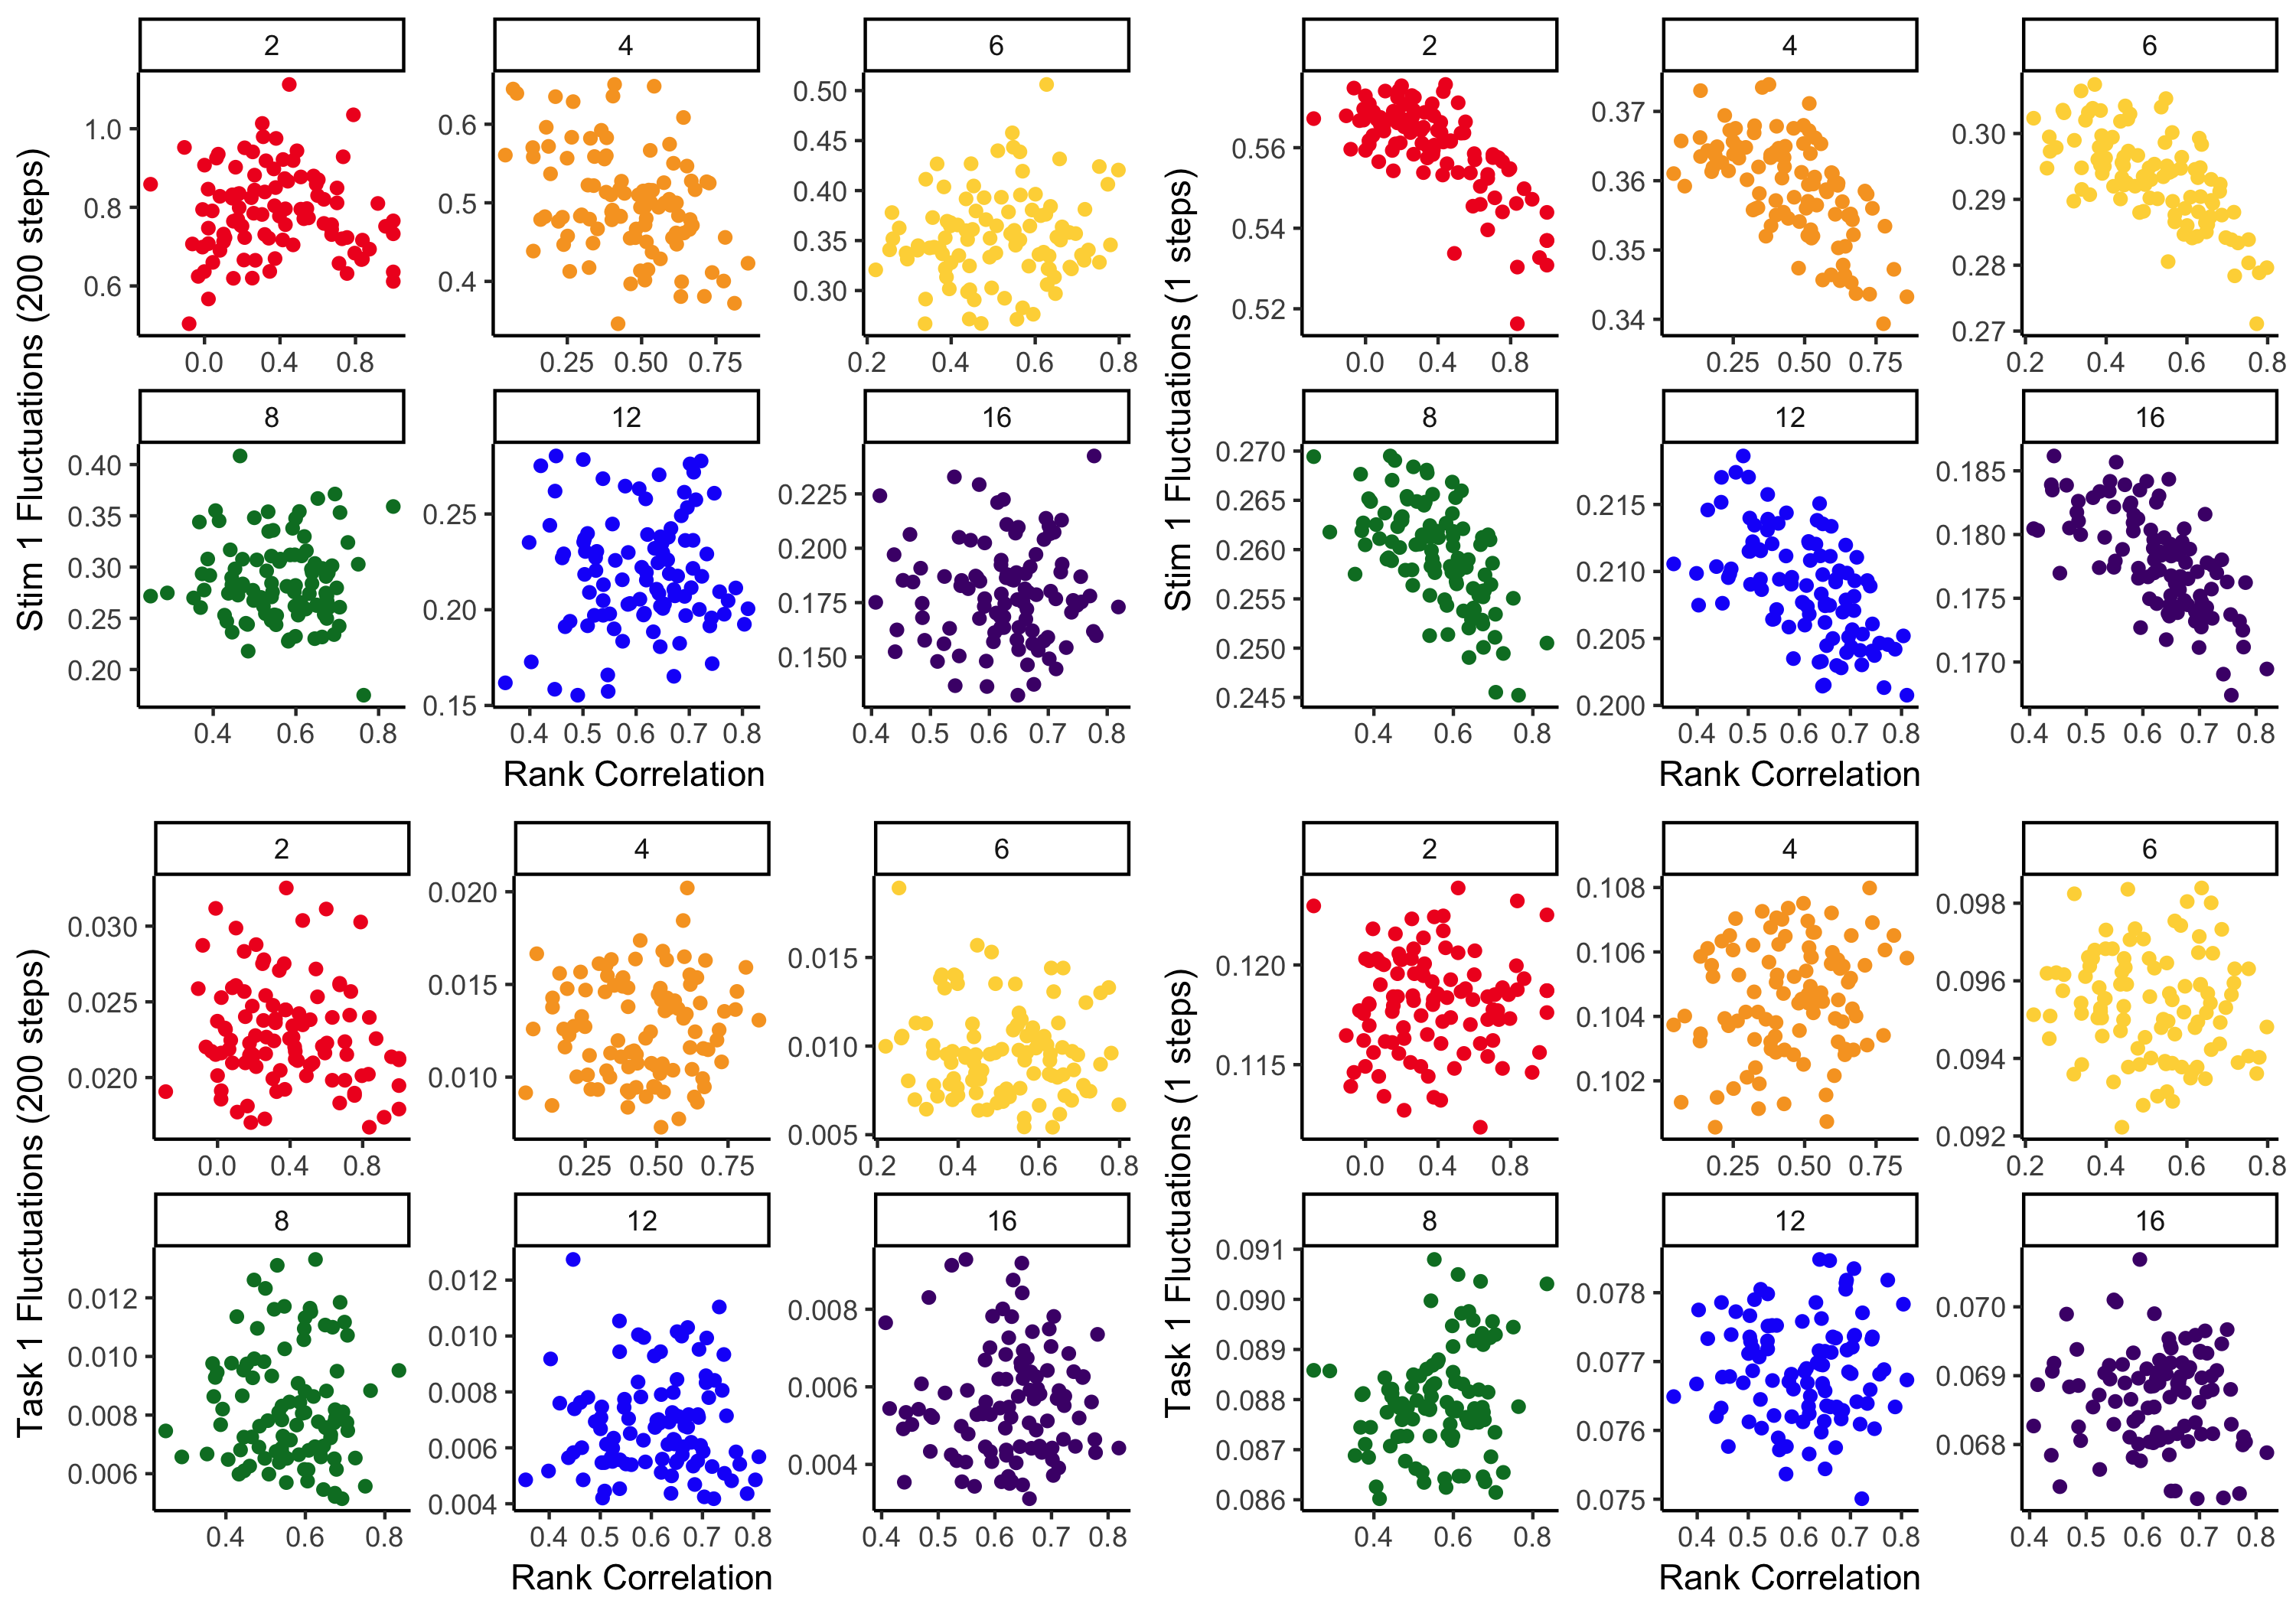 Stim 1 Fluctuations (200 steps)
2 4 6
1.0 0.8 0.6
0.6 0.5 0.4
0.50 0.45 0.40 0.35 0.30
0.0 0.4 0.8
0.25 0.50 0.75
0.2 0.4 0.6 0.8
8 12 16
0.40 0.35 0.30 0.25 0.20
0.25 0.20 0.15
0.225 0.200 0.175 0.150
0.4 0.6 0.8
0.4 0.5 0.6 0.7 0.8
0.4 0.5 0.6 0.7 0.8
Rank Correlation
Stim 1 Fluctuations (1 steps)
2 4 6
0.56 0.54 0.52
0.37 0.36 0.35 0.34
0.30 0.29 0.28 0.27
0.0 0.4 0.8
0.25 0.50 0.75
0.2 0.4 0.6 0.8
8 12 16
0.270 0.265 0.260 0.255 0.250 0.245
0.215 0.210 0.205 0.200
0.185 0.180 0.175 0.170
0.4 0.6 0.8
0.4 0.5 0.6 0.7 0.8
0.4 0.5 0.6 0.7 0.8
Rank Correlation
Task 1 Fluctuations (200 steps)
2 4 6
0.030 0.025 0.020
0.020 0.015 0.010
0.015 0.010 0.005
0.0 0.4 0.8
0.25 0.50 0.75
0.2 0.4 0.6 0.8
8 12 16
0.012 0.010 0.008 0.006
0.012 0.010 0.008 0.006 0.004
0.008 0.006 0.004
0.4 0.6 0.8
0.4 0.5 0.6 0.7 0.8
0.4 0.5 0.6 0.7 0.8
Rank Correlation
Task 1 Fluctuations (1 steps)
2 4 6
0.120 0.115
0.108 0.106 0.104 0.102
0.098 0.096 0.094 0.092
0.0 0.4 0.8
0.25 0.50 0.75
0.2 0.4 0.6 0.8
8 12 16
0.091 0.090 0.089 0.088 0.087 0.086
0.078 0.077 0.076 0.075
0.070 0.069 0.068
0.4 0.6 0.8
0.4 0.5 0.6 0.7 0.8
0.4 0.5 0.6 0.7 0.8
Rank Correlation